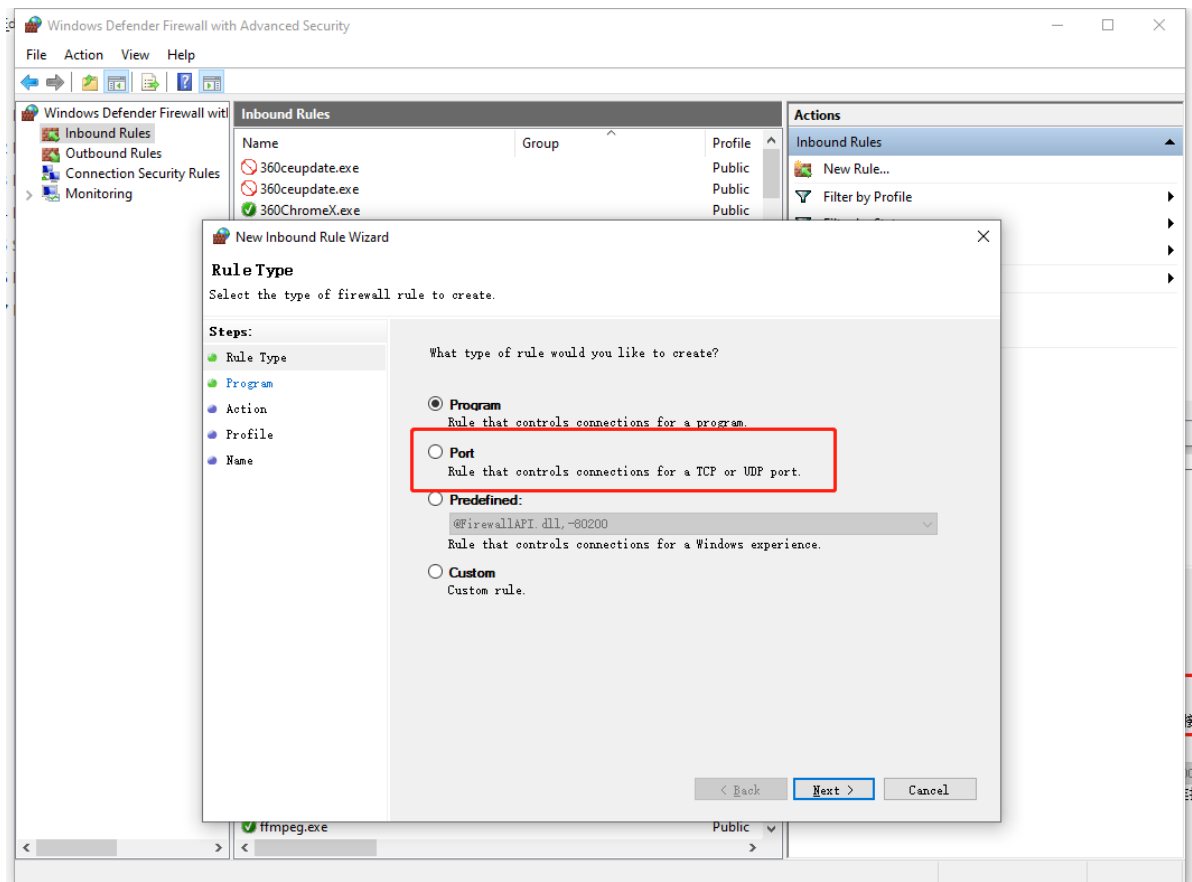 Windows Defender Firewall with Advanced Security
File Action View Help
Windows Defender Firewall witl
Inbound Rules
Outbound Rules
Connection Security Rules
Monitoring
Inbound Rules
Name Group Profile
360ceupdate.exe Public
360ceupdate.exe Public
360ChromeX.exe Public
ffmpeg.exe Public
Actions
Inbound Rules
New Rule...
Filter by Profile
New Inbound Rule Wizard
Rule Type
Select the type of firewall rule to create.
Steps:
Rule Type
Program
Action
Profile
Name
What type of rule would you like to create?
Program
Rule that controls connections for a program.
Port
Rule that controls connections for a TCP or UDP port.
Predefined:
@FirewallAPI.dll,-80200
Rule that controls connections for a Windows experience.
Custom
Custom rule.
< Back Next > Cancel